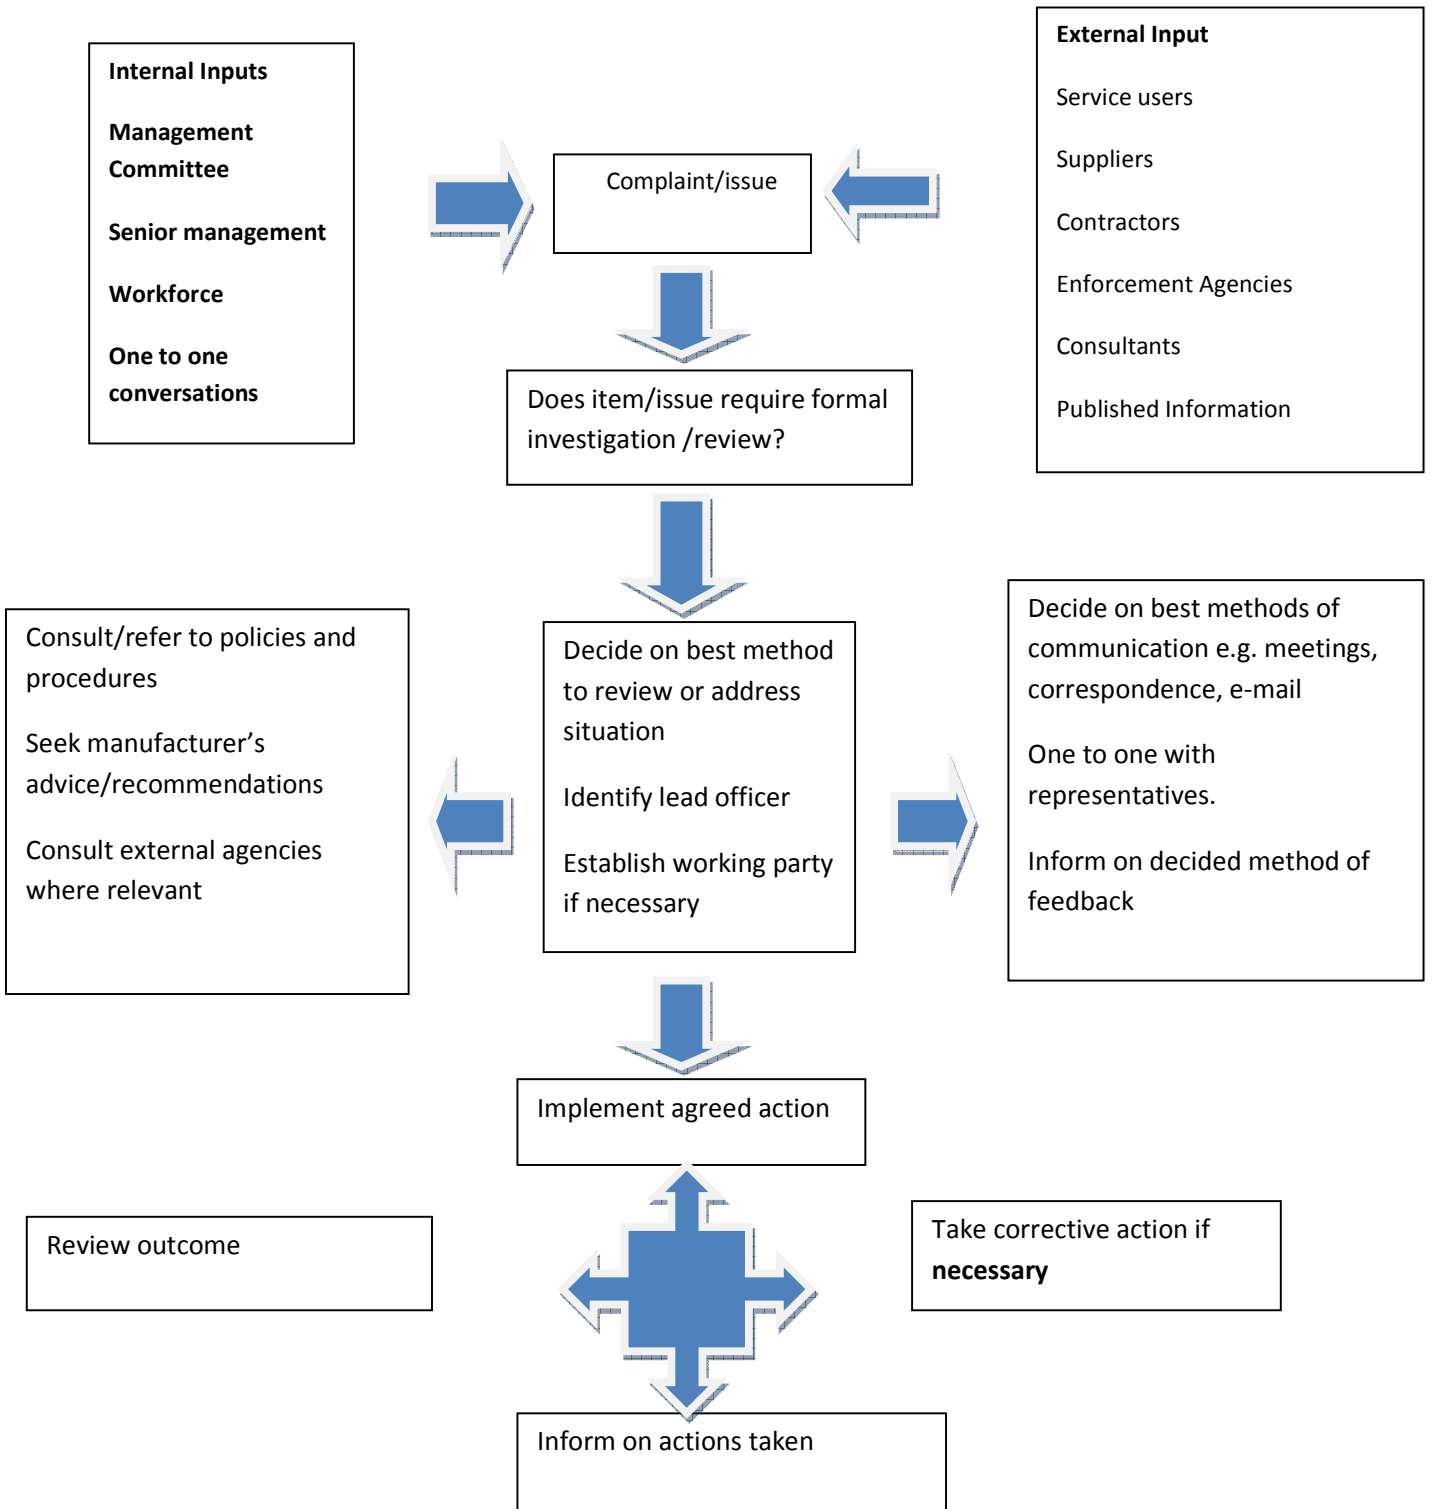 Internal Inputs
Management
Committee
Senior management
Workforce
One to one
conversations
External Input
Service users
Suppliers
Contractors
Enforcement Agencies
Consultants
Published Information
Complaint/issue
Does item/issue require formal
investigation /review?
Consult/refer to policies and
procedures
Seek manufacturer’s
advice/recommendations
Consult external agencies
where relevant
Decide on best method
to review or address
situation
Identify lead officer
Establish working party
if necessary
Decide on best methods of
communication e.g. meetings,
correspondence, e-mail
One to one with
representatives.
Inform on decided method of
feedback
Implement agreed action
Review outcome
Take corrective action if
necessary
Inform on actions taken